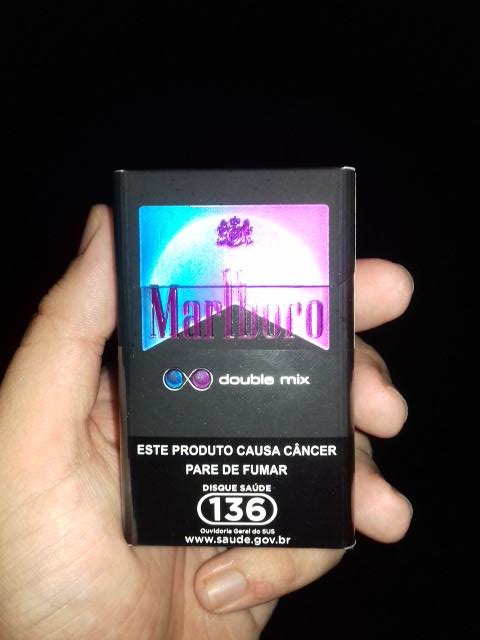 Marlboro
double mix
ESTE PRODUTO CAUSA CÂNCER
PARE DE FUMAR
DISQUE SAÚDE
136
Ouvidoria Geral do SUS
www.saude.gov.br